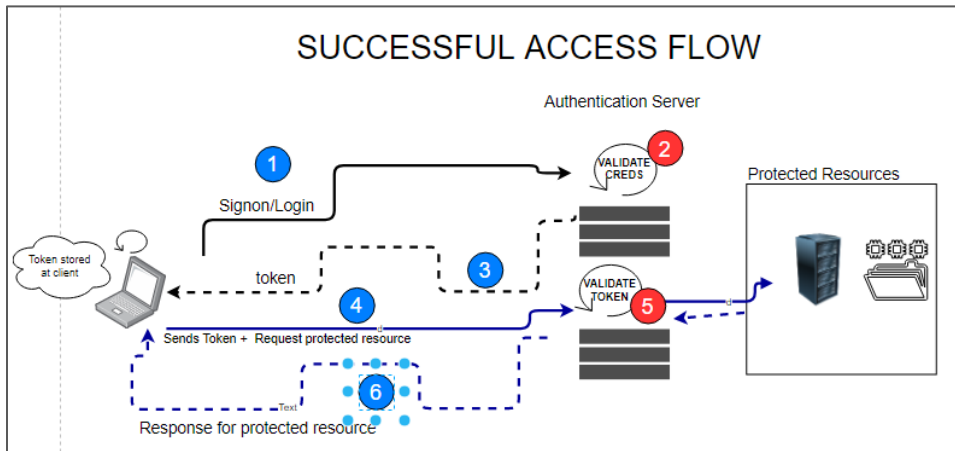 SUCCESSFUL ACCESS FLOW
Authentication Server
1
2
VALIDATE
CREDS
Protected Resources
Signon/Login
Token stored
at client
token
3
VALIDATE
TOKEN
4
5
d
d
Sends Token + Request protected resource
6
Text
Response for protected resource